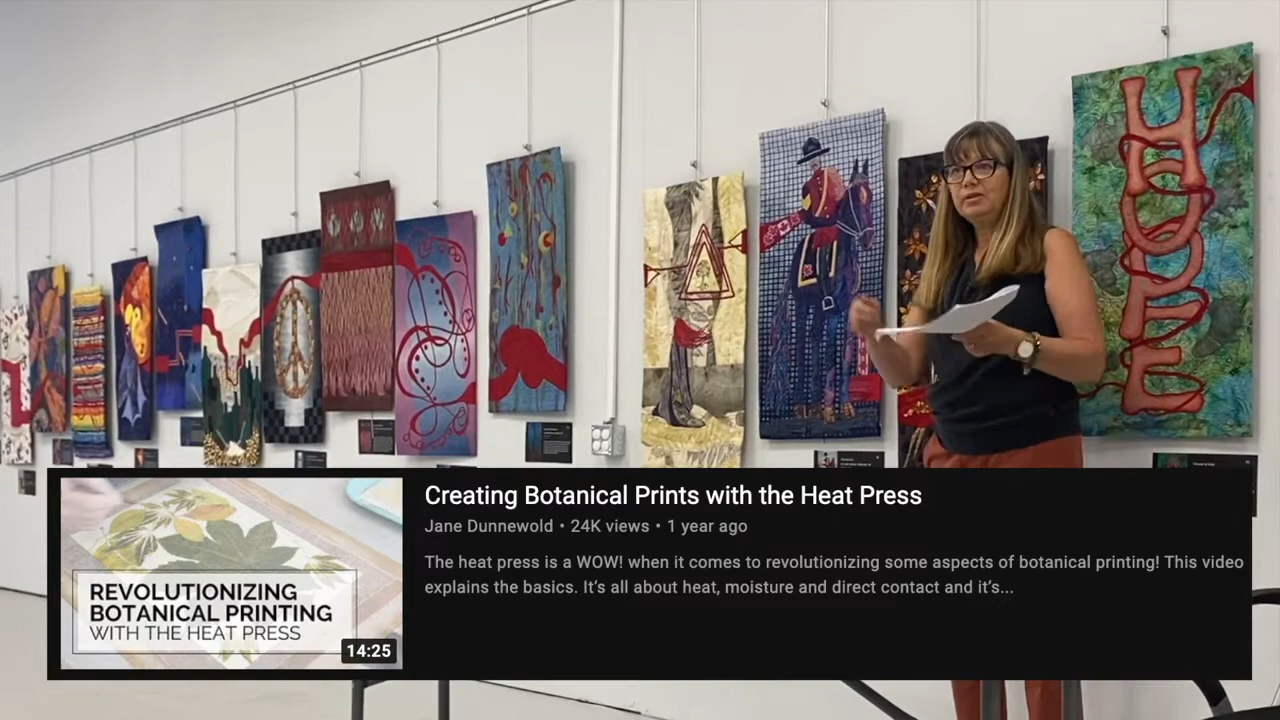 HOPE
Creating Botanical Prints with the Heat Press
Jane Dunnewold • 24K views • 1 year ago
The heat press is a WOW! when it comes to revolutionizing some aspects of botanical printing! This video
explains the basics. It's all about heat, moisture and direct contact and it's...
REVOLUTIONIZING
BOTANICAL PRINTING
WITH THE HEAT PRESS
14:25